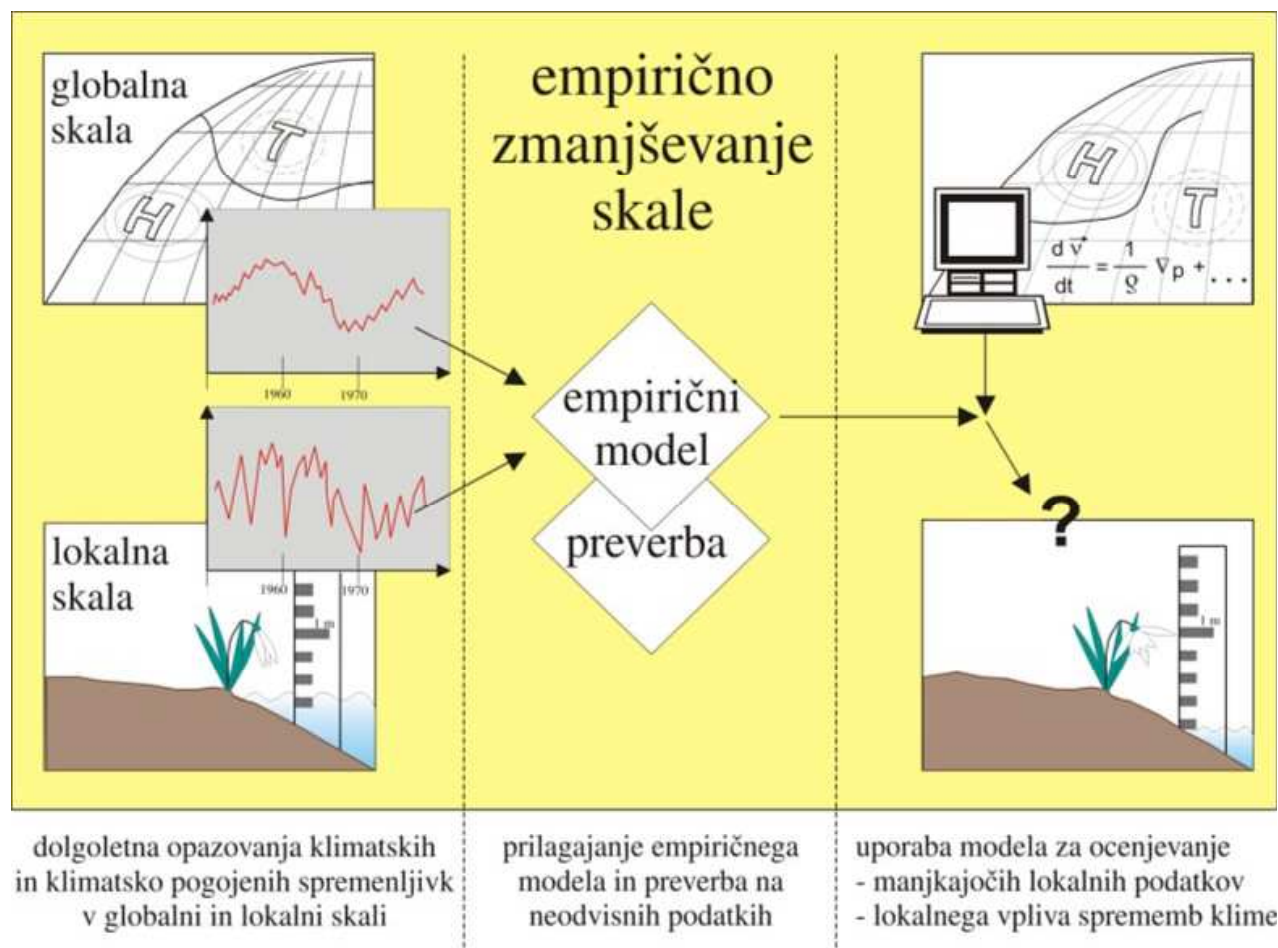 globalna
skala
H
T
1960 1970
lokalna
skala
1960 1970
1 m
empirično
zmanjševanje
skale
empirični
model
preverba
H
T
d v⃗
dt
= 1
ϱ
∇p + ...
?
1 m
dolgoletna opazovanja klimatskih
in klimatsko pogojenih spremenljivk
v globalni in lokalni skali
prilagajanje empiričnega
modela in preverba na
neodvisnih podatkih
uporaba modela za ocenjevanje
- manjkajočih lokalnih podatkov
- lokalnega vpliva sprememb klime